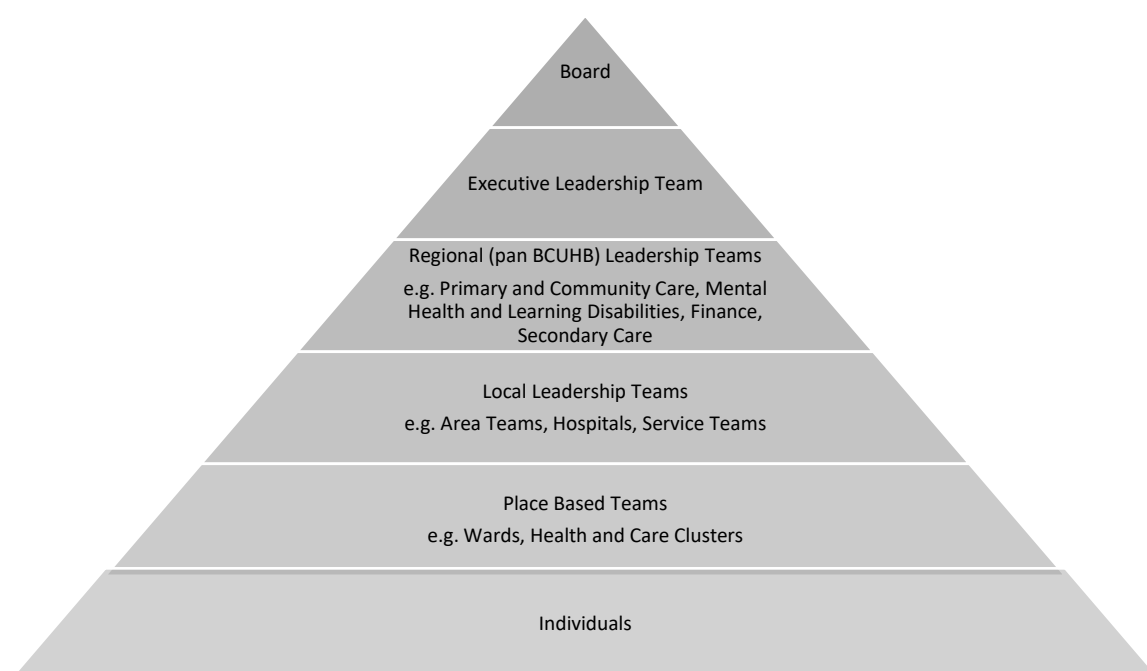 Board
Executive Leadership Team
Regional (pan BCUHB) Leadership Teams
e.g. Primary and Community Care, Mental
Health and Learning Disabilities, Finance,
Secondary Care
Local Leadership Teams
e.g. Area Teams, Hospitals, Service Teams
Place Based Teams
e.g. Wards, Health and Care Clusters
Individuals